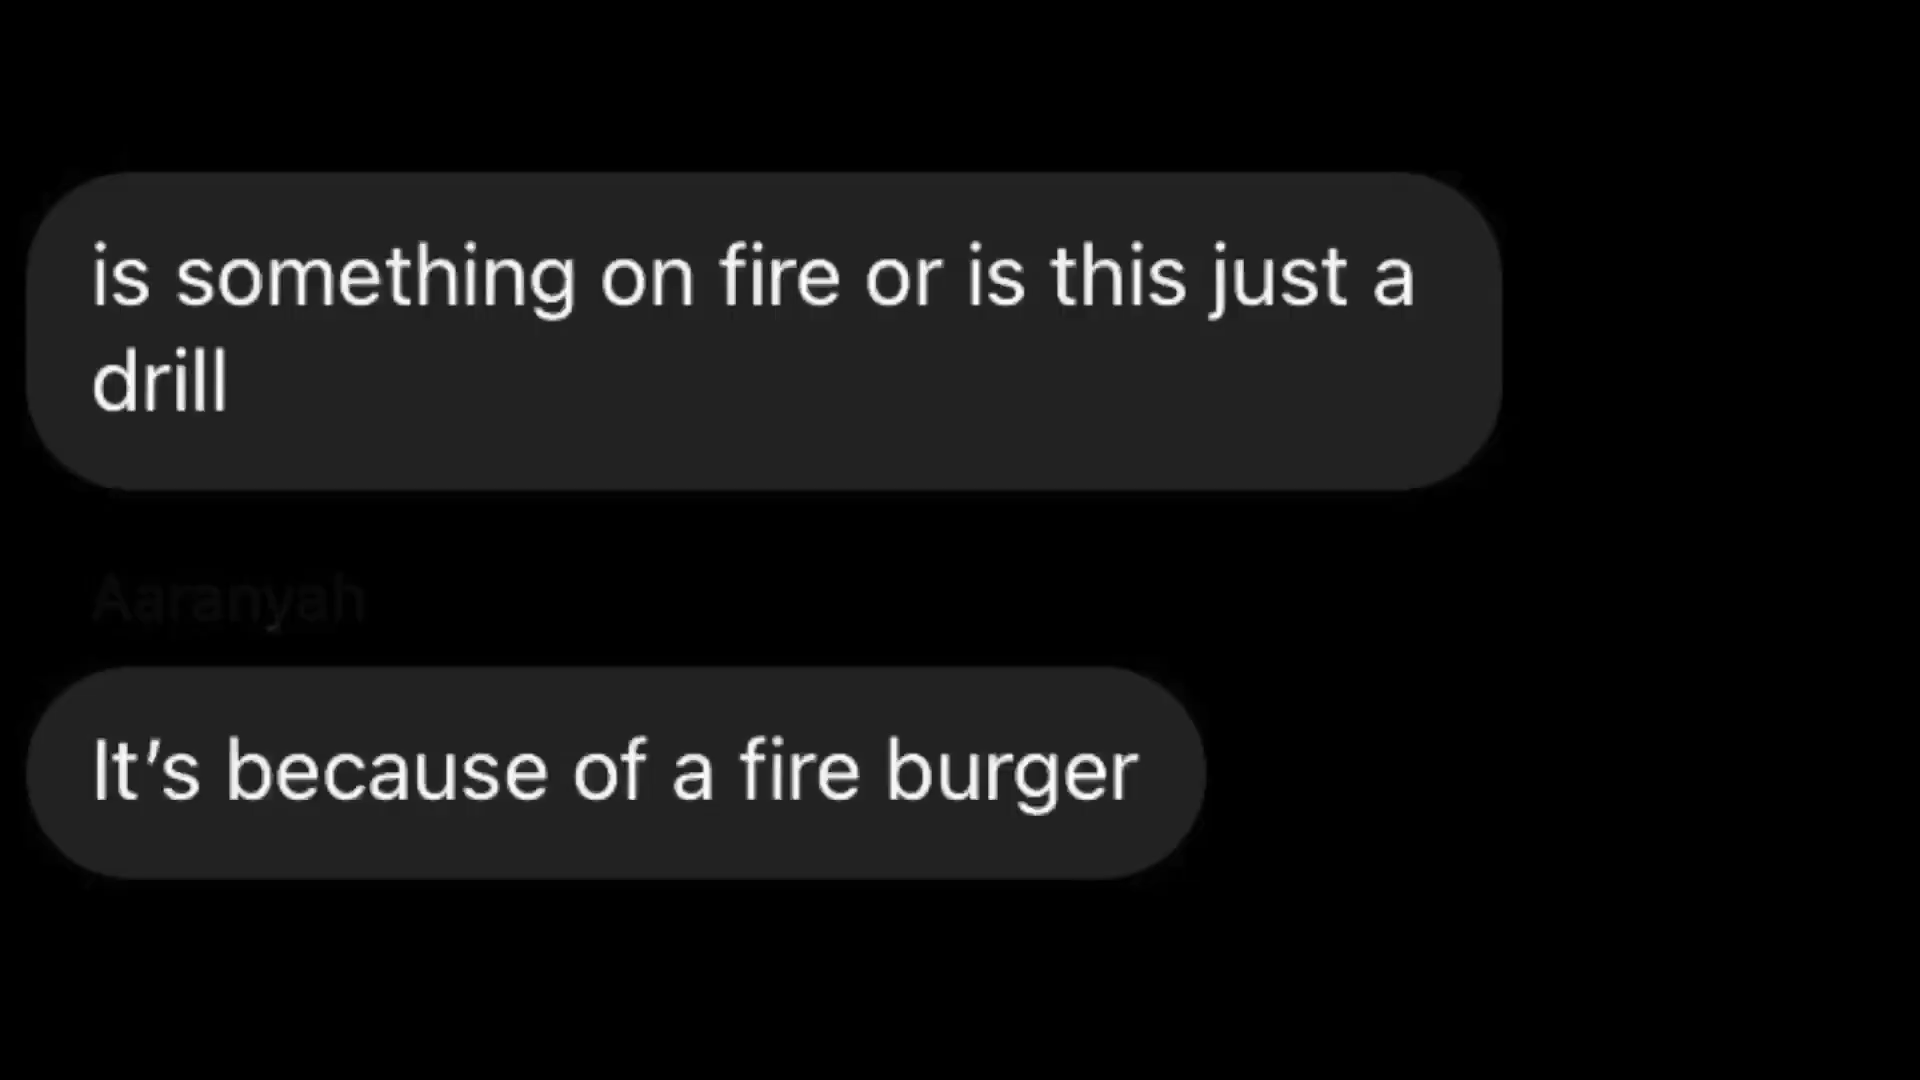 is something on fire or is this just a
drill
Aaranyah
It’s because of a fire burger